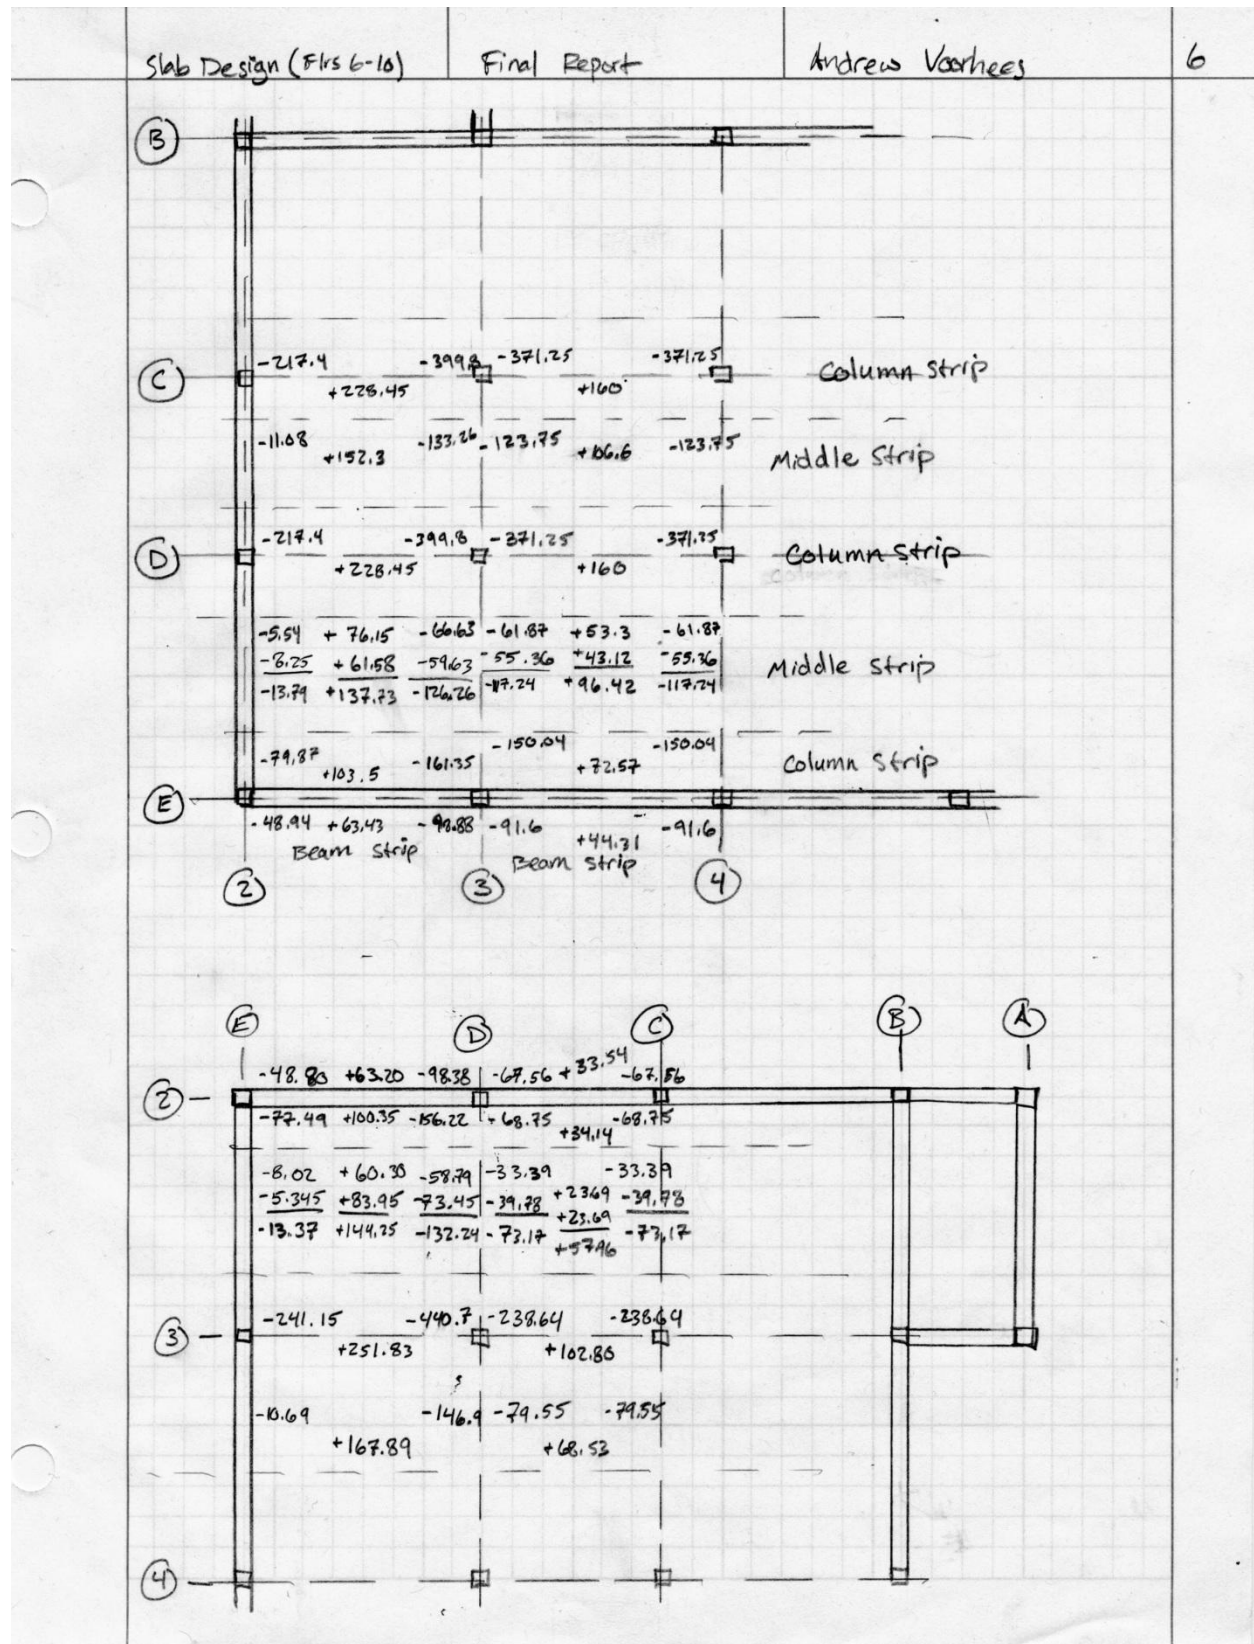 Slab Design (Flrs 6-10) Final Report Andrew Voorhees 6
B
-217.4 -399.8 -371.25 -371.25
C +228.45 +160 Column Strip
-11.08 +152.3 -133.26 -123.75 +106.6 -123.75 Middle Strip
-217.4 -399.8 -371.25 -371.25
D +228.45 +160 Column Strip
-5.54 +76.15 -66.63 -61.87 +53.3 -61.87
-8.25 +61.58 -59.63 -55.36 +43.12 -55.36 Middle Strip
-13.79 +137.73 -126.26 -117.24 +96.42 -117.24
-150.04 -150.04
-79.87 +103.5 -161.35 +72.57 Column Strip
E
-48.94 +63.43 -98.88 -91.6 +44.31 -91.6
Beam Strip Beam Strip
2 3 4
E D C B A
-48.80 +63.20 -98.38 -67.56 +33.54 -67.56
2
-77.49 +100.35 -156.22 -68.75 +34.14 -68.75
-8.02 +60.30 -58.79 -33.39 -33.39
-5.345 +83.95 -73.45 -39.78 +23.69 -39.78
+23.69
-13.37 +144.25 -132.24 -73.17 +57.96 -73.17
-241.15 -440.7 -238.64 -238.64
3 +251.83 +102.80
-10.69 -146.9 -79.55 -79.55
+167.89 +68.53
4